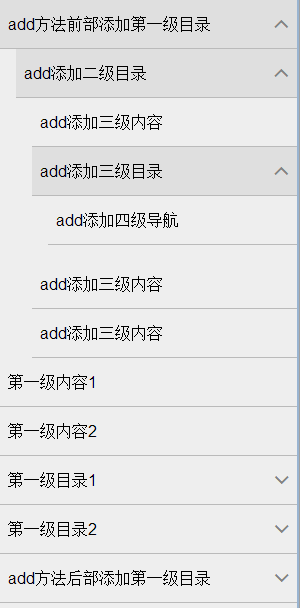 add方法前部添加第一级目录
add添加二级目录
add添加三级内容
add添加三级目录
add添加四级导航
add添加三级内容
add添加三级内容
第一级内容1
第一级内容2
第一级目录1
第一级目录2
add方法后部添加第一级目录